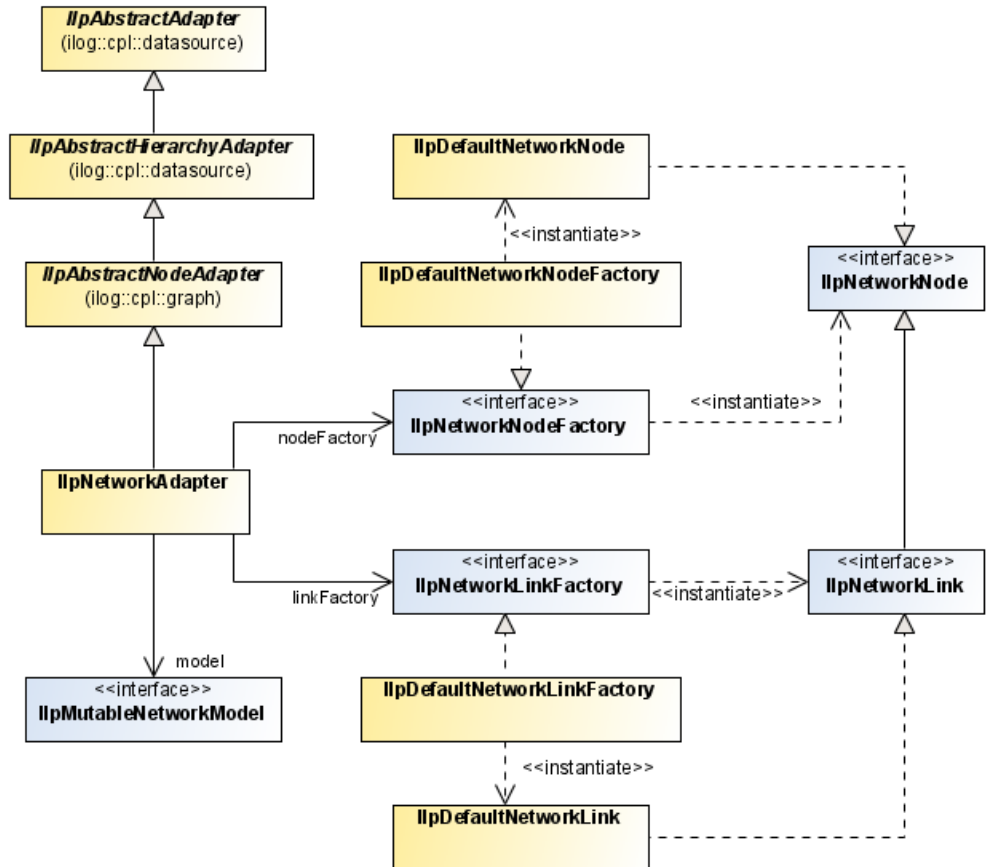 IlpAbstractAdapter
(ilog::cpl::datasource)
IlpAbstractHierarchyAdapter
(ilog::cpl::datasource)
IlpDefaultNetworkNode
<<instantiate>>
IlpAbstractNodeAdapter
(ilog::cpl::graph)
IlpDefaultNetworkNodeFactory
<<interface>>
IlpNetworkNode
<<interface>>
IlpNetworkNodeFactory
<<instantiate>>
nodeFactory
IlpNetworkAdapter
<<interface>>
IlpNetworkLinkFactory
<<instantiate>>
<<interface>>
IlpNetworkLink
linkFactory
model
<<interface>>
IlpMutableNetworkModel
IlpDefaultNetworkLinkFactory
<<instantiate>>
IlpDefaultNetworkLink